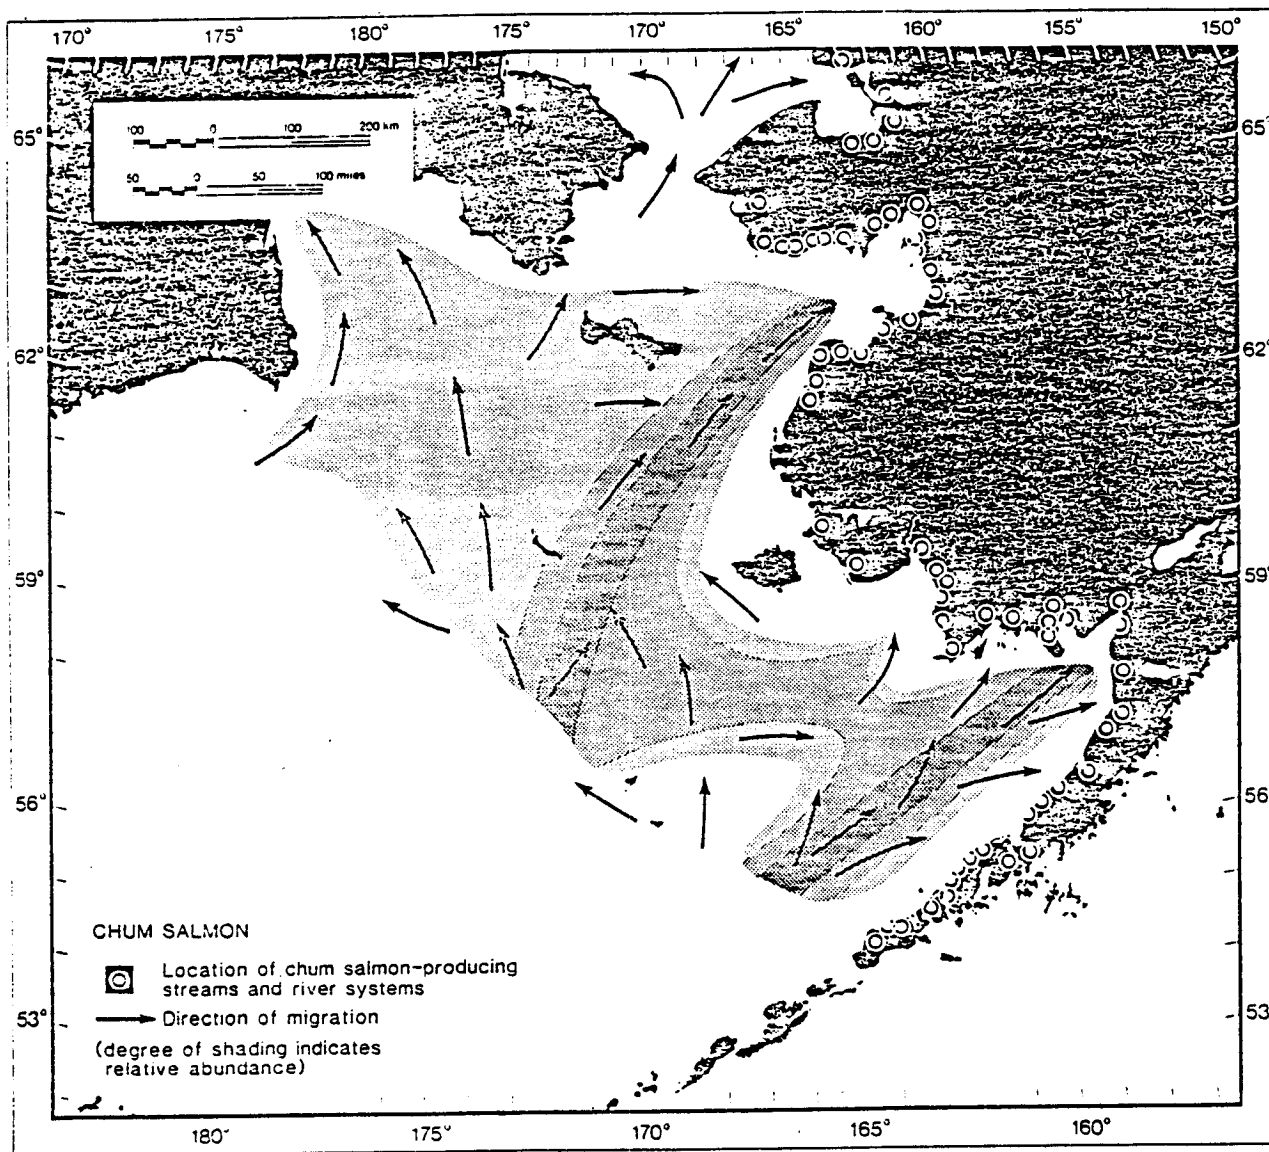 170° 175° 180° 175° 170° 165° 160° 155° 150°
100 0 100 200 km
50 0 50 100 miles
65° 65°
62° 62°
59° 59°
56° 56°
CHUM SALMON
Location of chum salmon-producing
streams and river systems
Direction of migration
(degree of shading indicates
relative abundance)
53° 53
180° 175° 170° 165° 160°